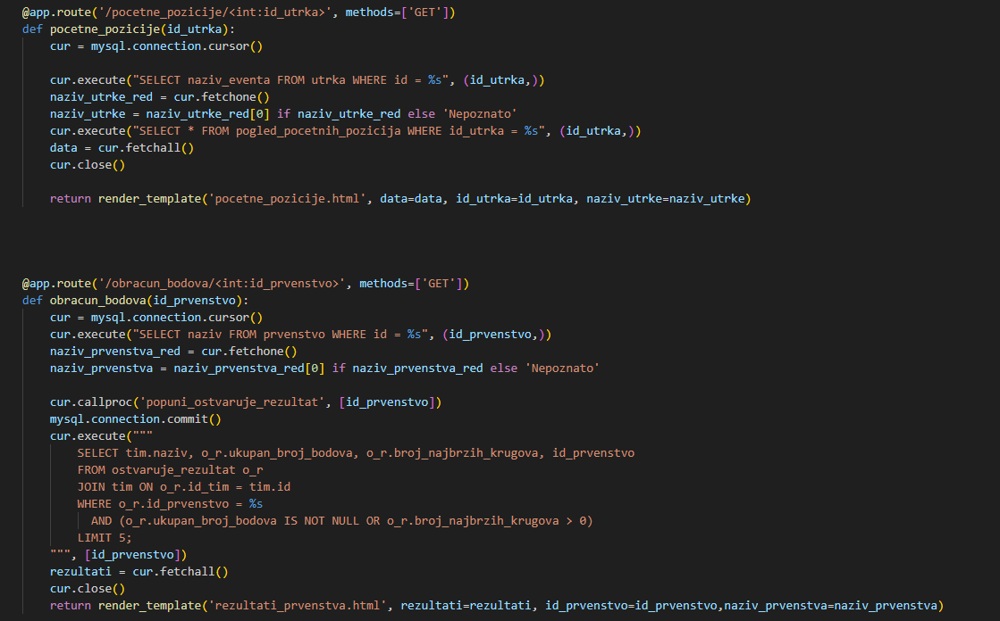 @app.route('/pocetne_pozicije/<int:id_utrka>', methods=['GET'])
def pocetne_pozicije(id_utrka):
    cur = mysql.connection.cursor()

    cur.execute("SELECT naziv_eventa FROM utrka WHERE id = %s", (id_utrka,))
    naziv_utrke_red = cur.fetchone()
    naziv_utrke = naziv_utrke_red[0] if naziv_utrke_red else 'Nepoznato'
    cur.execute("SELECT * FROM pogled_pocetnih_pozicija WHERE id_utrka = %s", (id_utrka,))
    data = cur.fetchall()
    cur.close()

    return render_template('pocetne_pozicije.html', data=data, id_utrka=id_utrka, naziv_utrke=naziv_utrke)

@app.route('/obracun_bodova/<int:id_prvenstvo>', methods=['GET'])
def obracun_bodova(id_prvenstvo):
    cur = mysql.connection.cursor()
    cur.execute("SELECT naziv FROM prvenstvo WHERE id = %s", (id_prvenstvo,))
    naziv_prvenstva_red = cur.fetchone()
    naziv_prvenstva = naziv_prvenstva_red[0] if naziv_prvenstva_red else 'Nepoznato'

    cur.callproc('popuni_ostvaruje_rezultat', [id_prvenstvo])
    mysql.connection.commit()
    cur.execute("""
        SELECT tim.naziv, o_r.ukupan_broj_bodova, o_r.broj_najbrzih_krugova, id_prvenstvo
        FROM ostvaruje_rezultat o_r
        JOIN tim ON o_r.id_tim = tim.id
        WHERE o_r.id_prvenstvo = %s
          AND (o_r.ukupan_broj_bodova IS NOT NULL OR o_r.broj_najbrzih_krugova > 0)
        LIMIT 5;
    """, [id_prvenstvo])
    rezultati = cur.fetchall()
    cur.close()
    return render_template('rezultati_prvenstva.html', rezultati=rezultati, id_prvenstvo=id_prvenstvo,naziv_prvenstva=naziv_prvenstva)